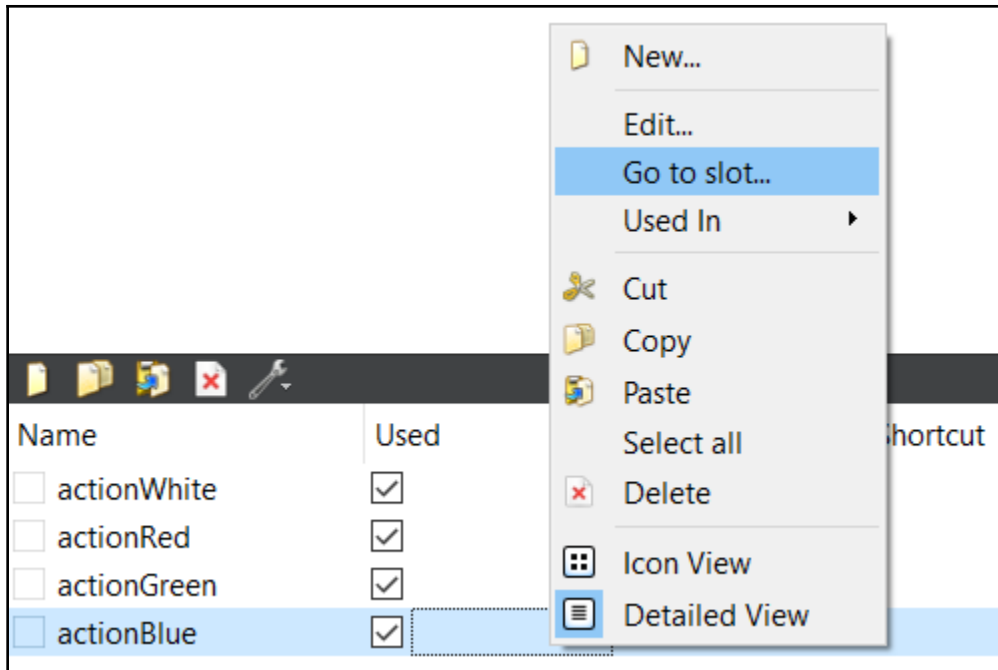 New...
Edit...
Go to slot...
Used In
Cut
Copy
Paste
Select all
Delete
Icon View
Detailed View
Name Used hortcut
actionWhite
actionRed
actionGreen
actionBlue